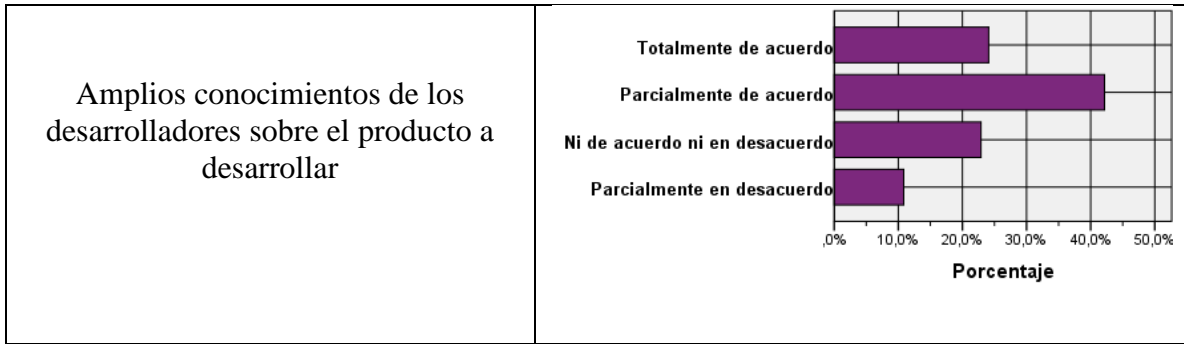 Amplios conocimientos de los
desarrolladores sobre el producto a
desarrollar
Totalmente de acuerdo
Parcialmente de acuerdo
Ni de acuerdo ni en desacuerdo
Parcialmente en desacuerdo
,0% 10,0% 20,0% 30,0% 40,0% 50,0%
Porcentaje